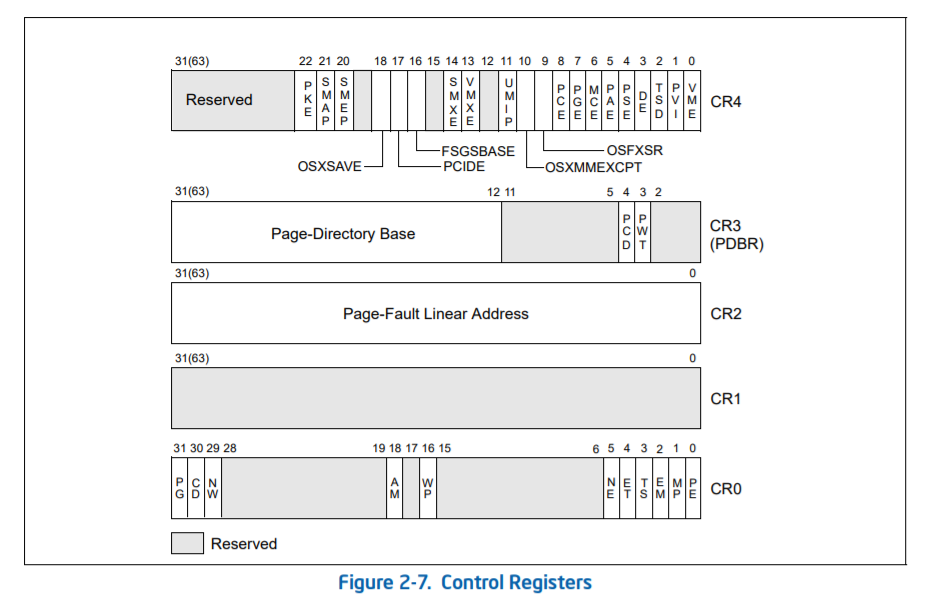 31(63) 22 21 20 18 17 16 15 14 13 12 11 10 9 8 7 6 5 4 3 2 1 0
Reserved PKE SMAP SMEP SMXE VMXE UMIP PCE PGE MCE PAE PSE DE TSD PVI VME CR4
FSGSBASE OSFXSR
OSXSAVE PCIDE OSXMMEXCPT
31(63) 12 11 5 4 3 2
Page-Directory Base PCD PWT CR3
(PDBR)
31(63) 0
Page-Fault Linear Address CR2
31(63) 0
CR1
31 30 29 28 19 18 17 16 15 6 5 4 3 2 1 0
PG CD NW AM WP NE ET TS EM MP PE CR0
Reserved
Figure 2-7. Control Registers